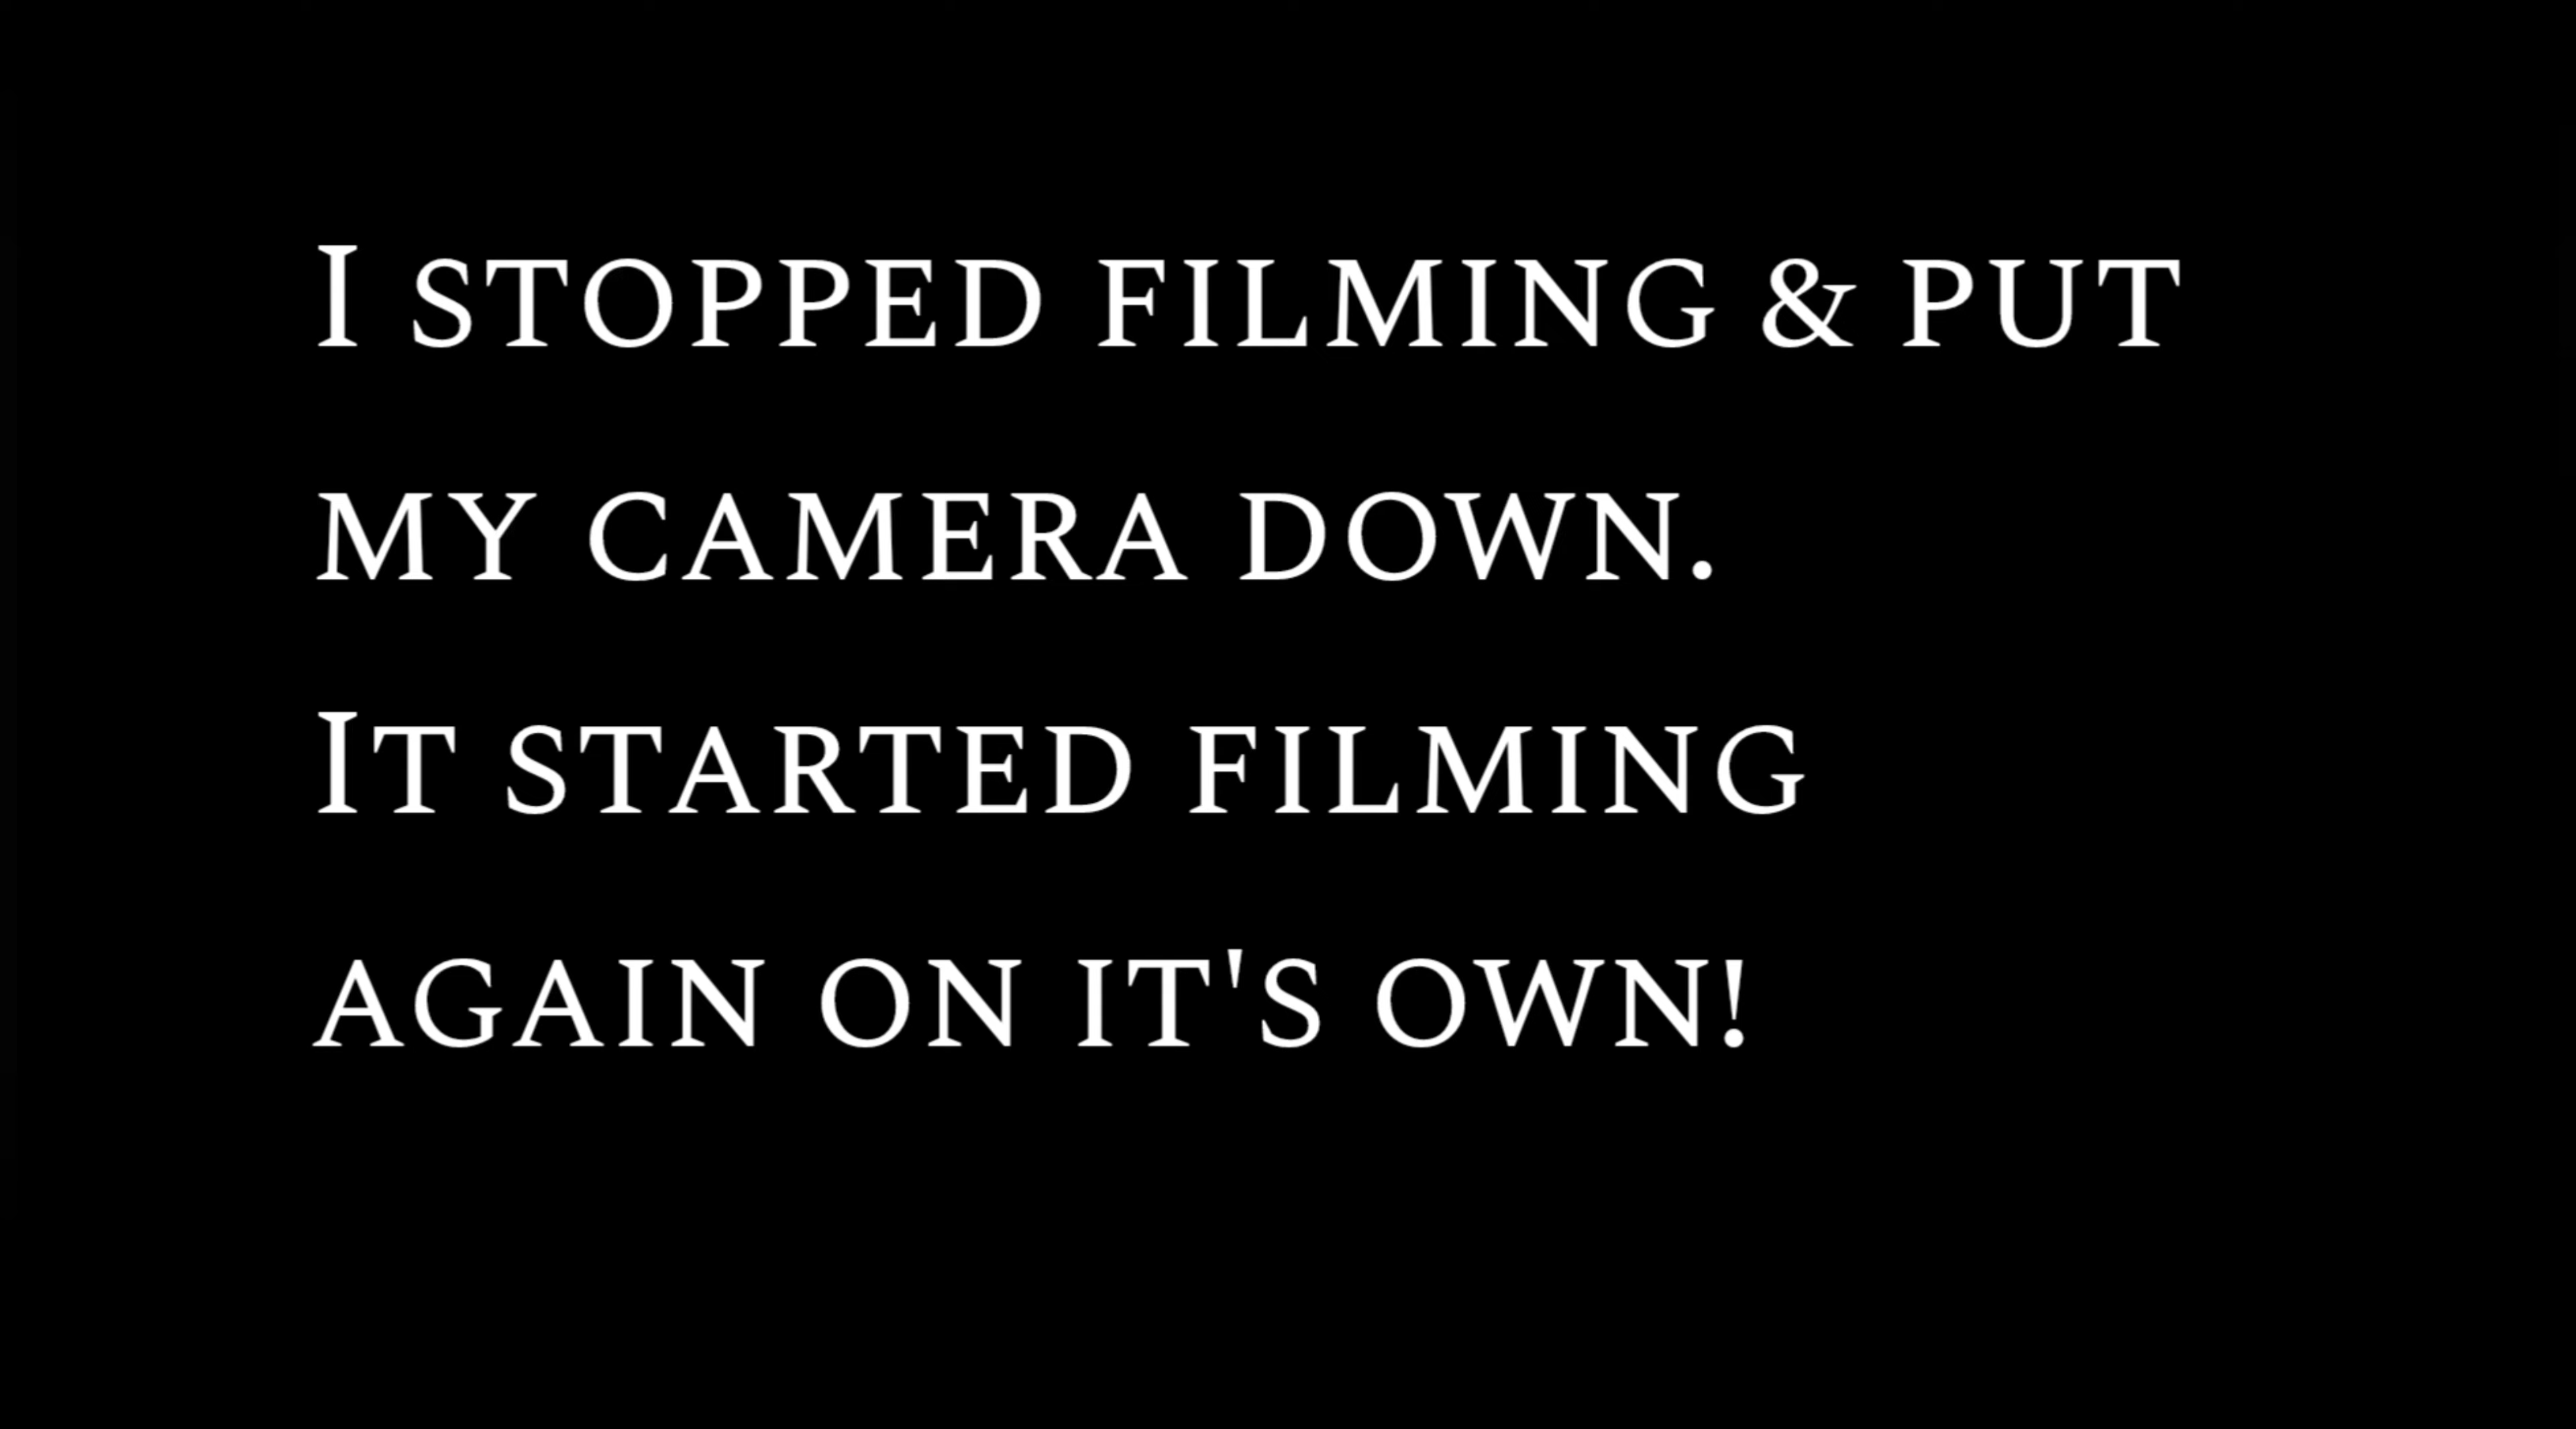 I stopped filming & put
my camera down.
It started filming
again on it's own!